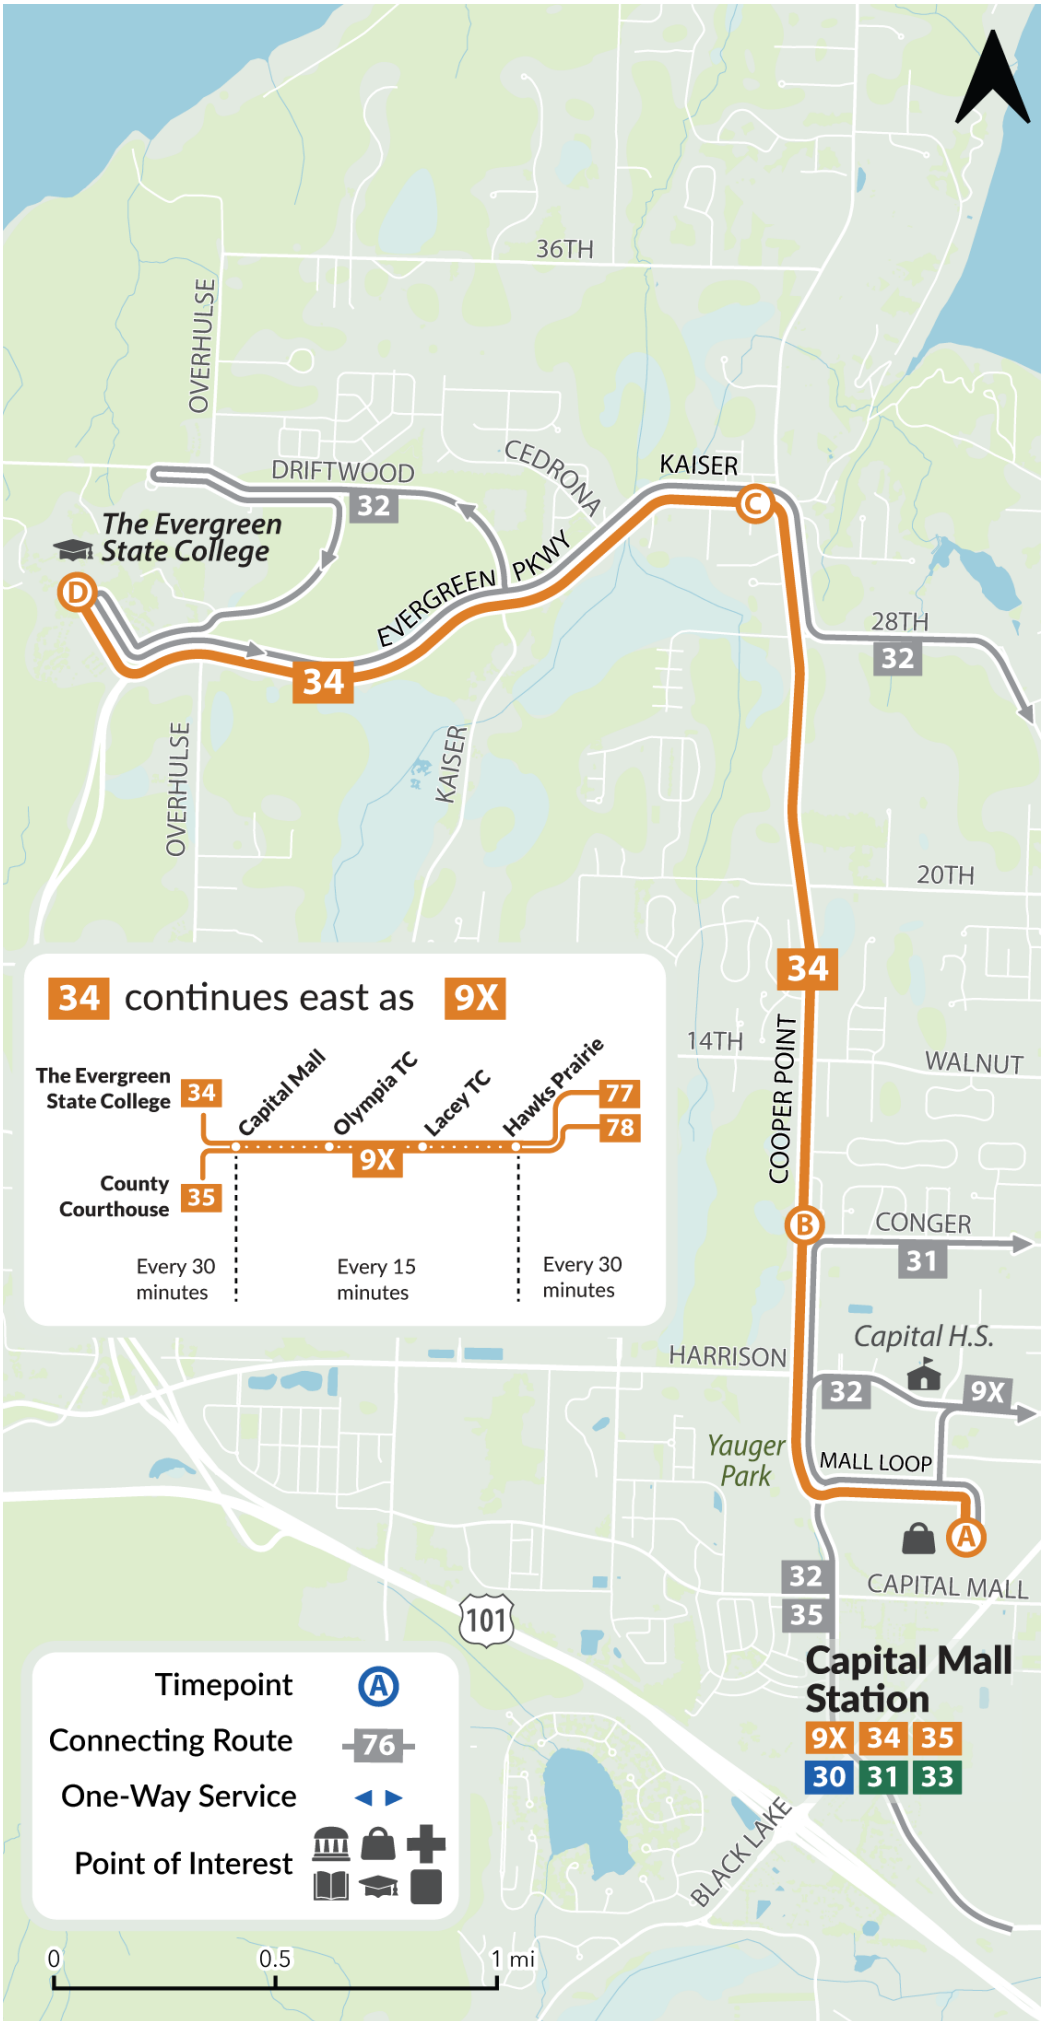 36TH
OVERHULSE
DRIFTWOOD
CEDRONA
KAISER
32
C
The Evergreen
State College
D
EVERGREEN PKWY
34
28TH
32
OVERHULSE
KAISER
20TH
34
14TH
WALNUT
COOPER POINT
34 continues east as 9X
The Evergreen
State College
34
Capital Mall
Olympia TC
Lacey TC
Hawks Prairie
77
78
9X
County
Courthouse
35
Every 30
minutes
Every 15
minutes
Every 30
minutes
B
CONGER
31
Capital H.S.
HARRISON
32
9X
Yauger
Park
MALL LOOP
A
32
35
CAPITAL MALL
101
Capital Mall
Station
9X 34 35
30 31 33
BLACK LAKE
Timepoint A
Connecting Route 76
One-Way Service
Point of Interest
0 0.5 1 mi